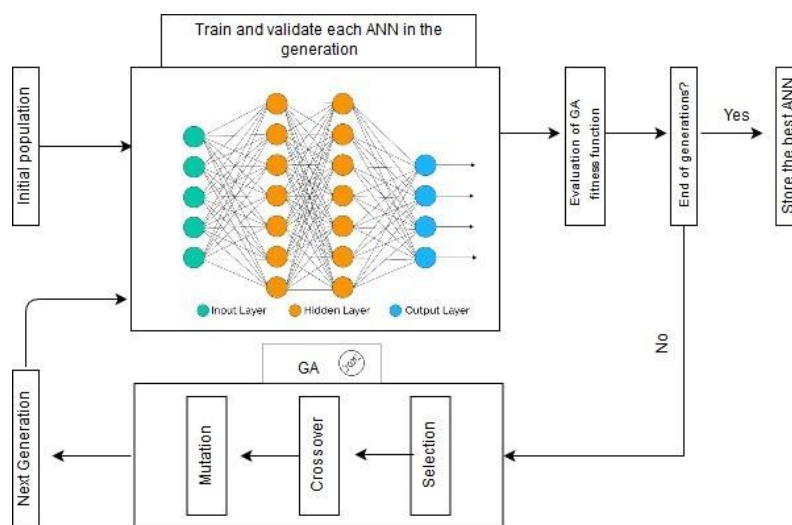 Train and validate each ANN in the
generation
Initial population
Input Layer
Hidden Layer
Output Layer
Evaluation of GA
fitness function
End of generations?
Yes
Store the best ANN
No
GA
Selection
Crossover
Mutation
Next Generation